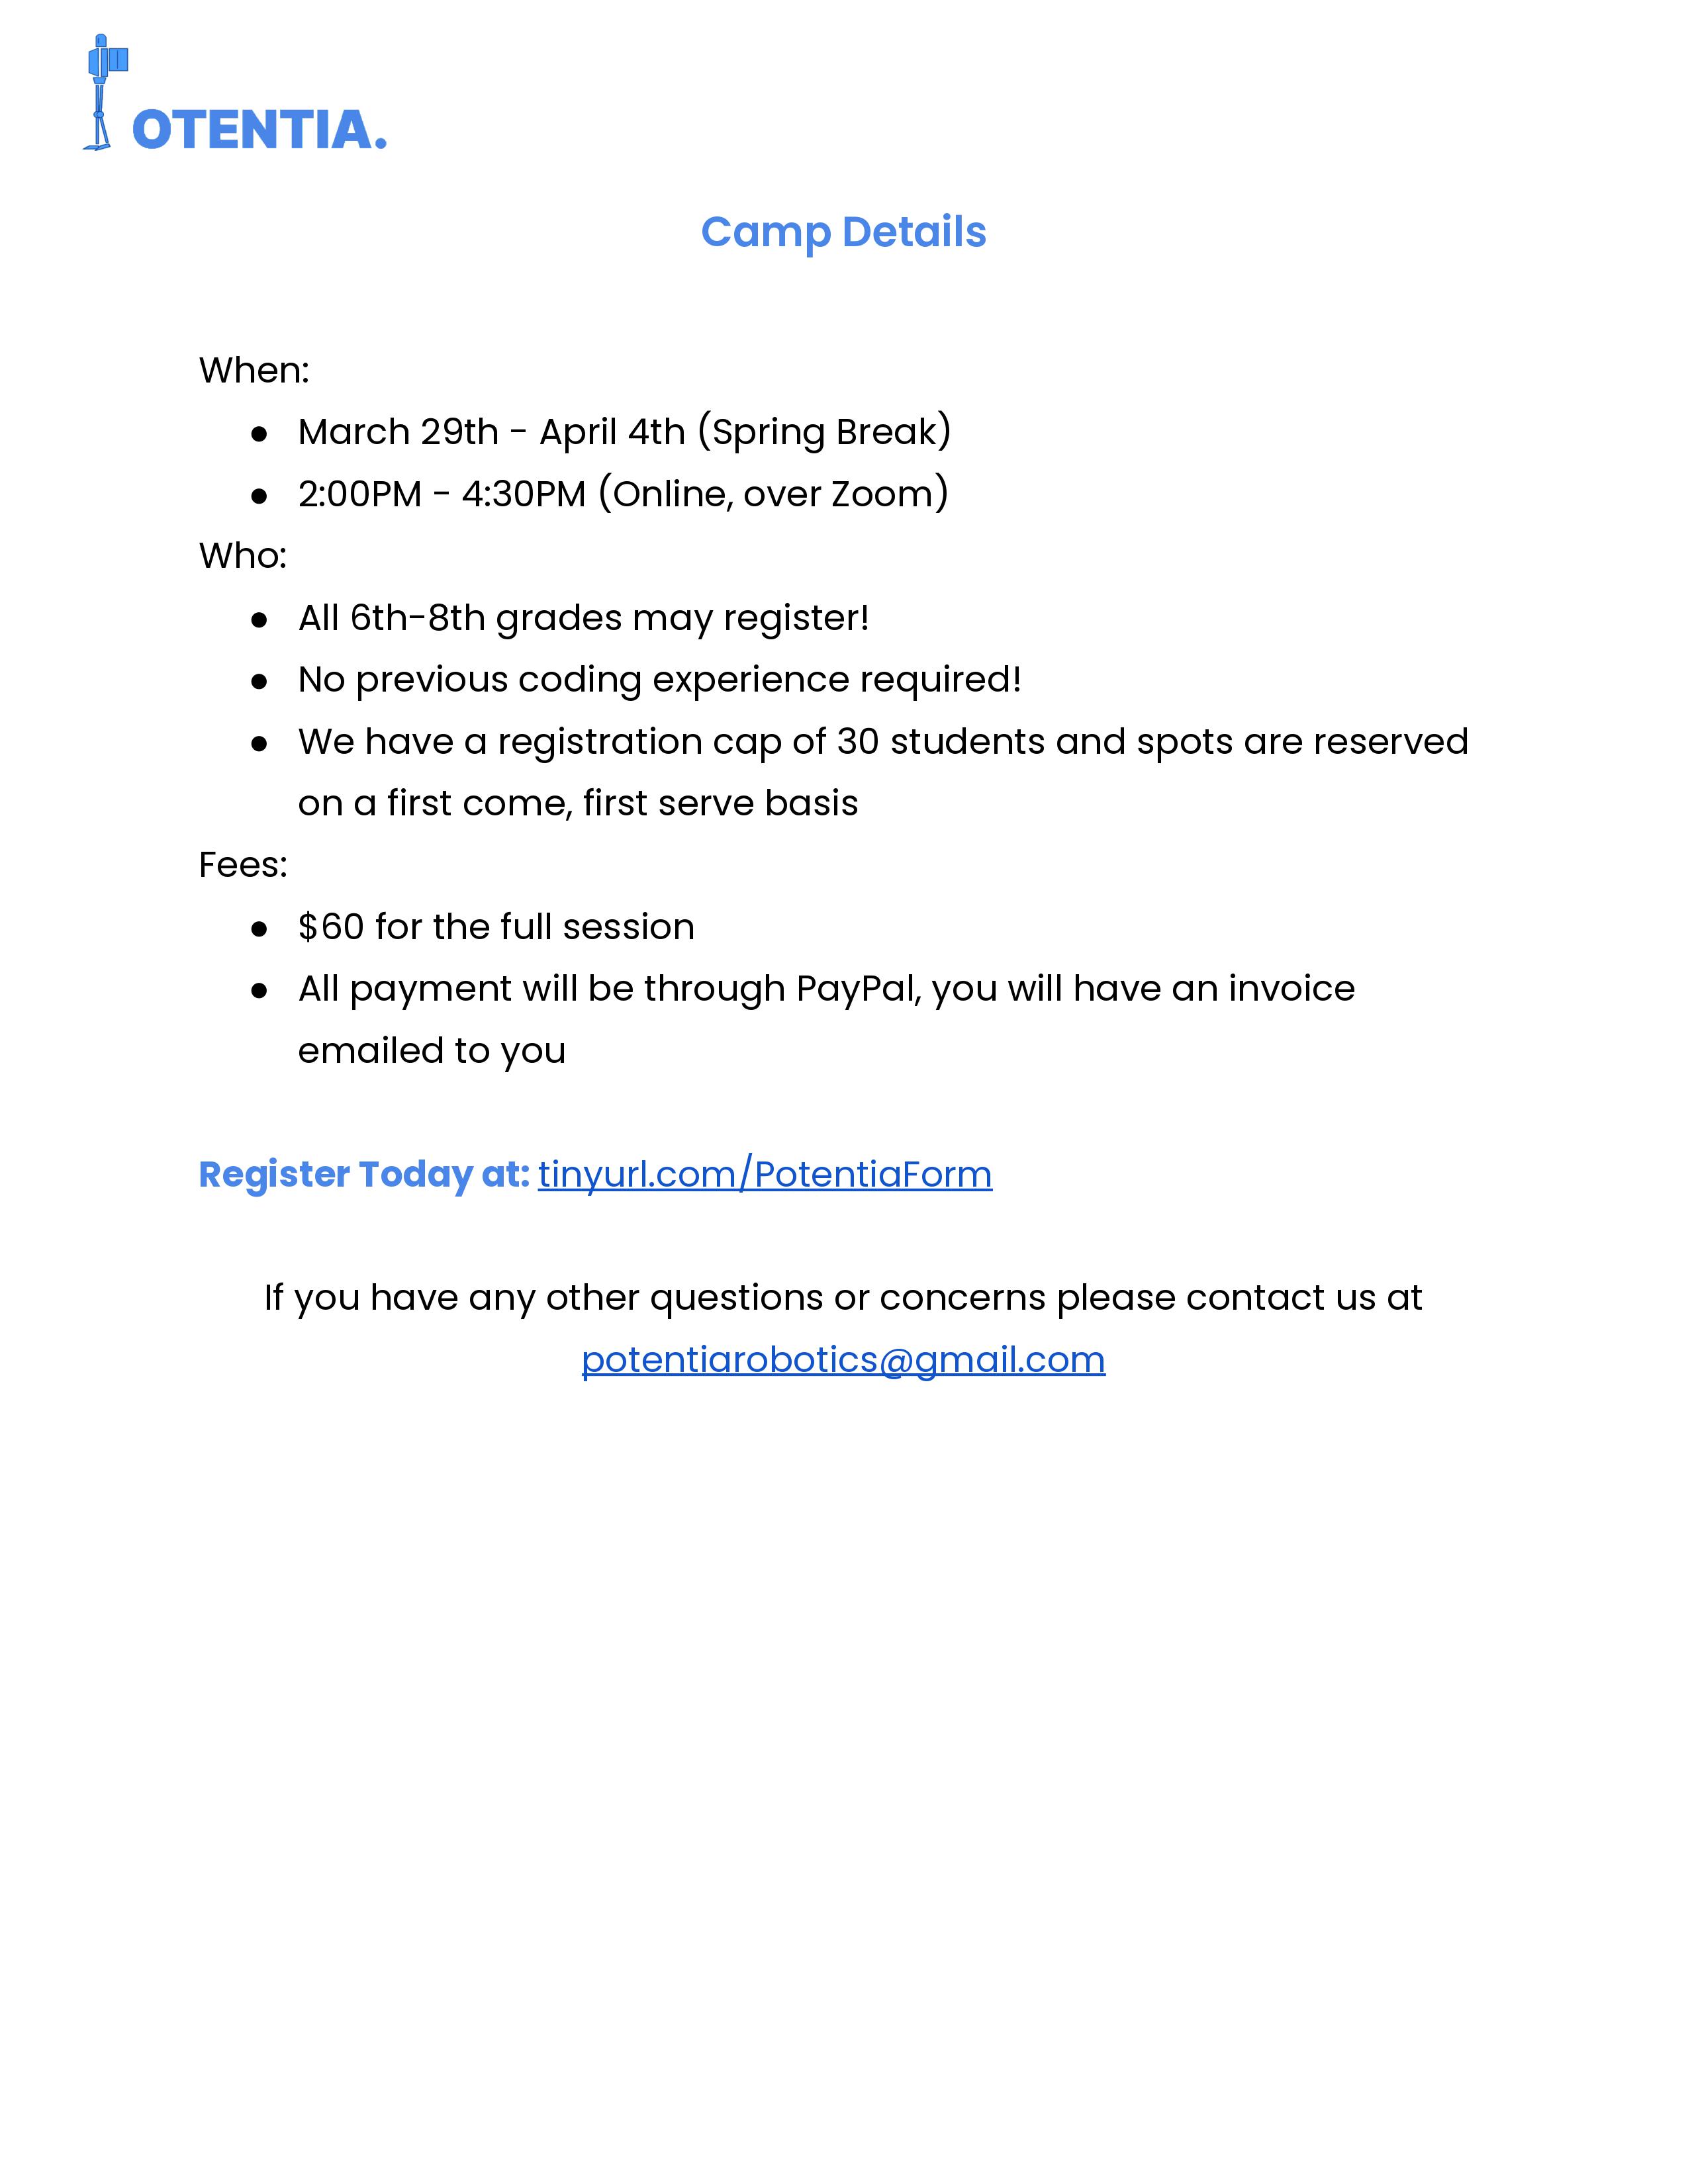 OTENTIA.
Camp Details
When:
● March 29th - April 4th (Spring Break)
● 2:00PM - 4:30PM (Online, over Zoom)
Who:
● All 6th-8th grades may register!
● No previous coding experience required!
● We have a registration cap of 30 students and spots are reserved
on a first come, first serve basis
Fees:
● $60 for the full session
● All payment will be through PayPal, you will have an invoice
emailed to you
Register Today at: tinyurl.com/PotentiaForm
If you have any other questions or concerns please contact us at
potentiarobotics@gmail.com